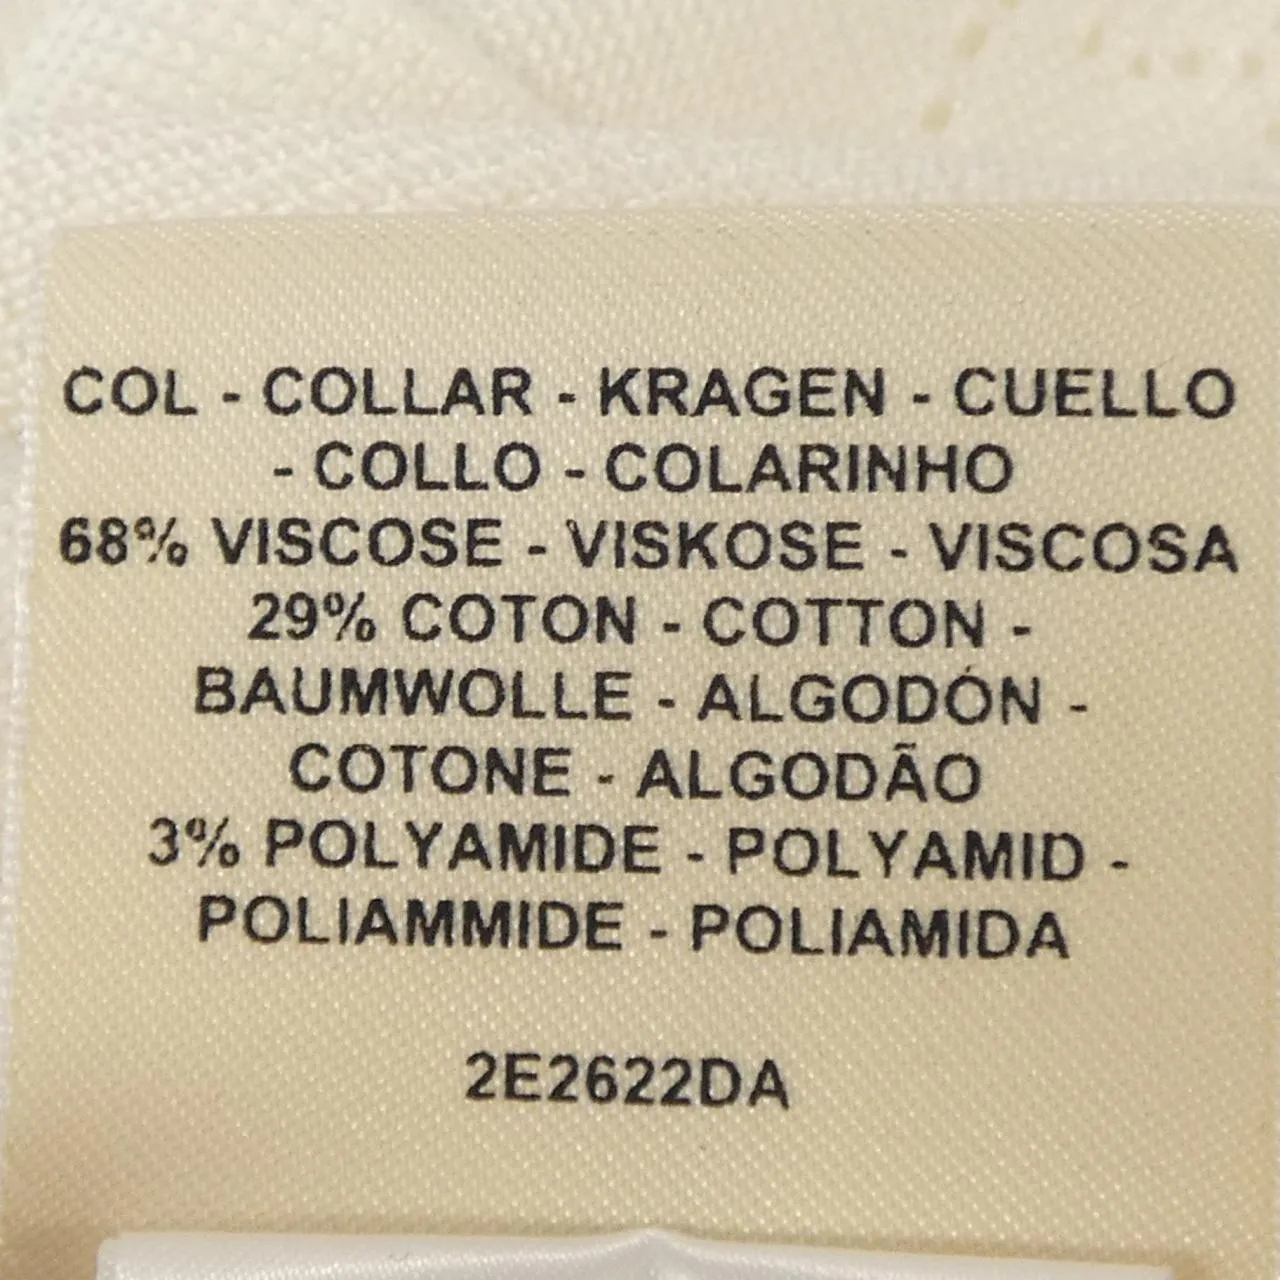 COL - COLLAR - KRAGEN - CUELLO
- COLLO - COLARINHO
68% VISCOSE - VISKOSE - VISCOSA
29% COTON - COTTON -
BAUMWOLLE - ALGODÓN -
COTONE - ALGODÃO
3% POLYAMIDE - POLYAMID -
POLIAMMIDE - POLIAMIDA
2E2622DA